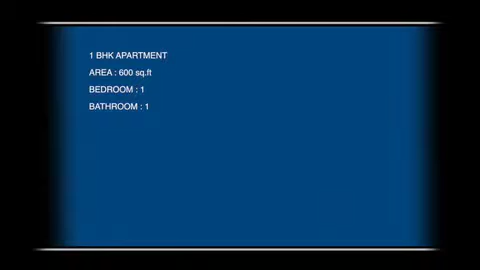 1 BHK APARTMENT
AREA : 600 sq.ft
BEDROOM : 1
BATHROOM : 1